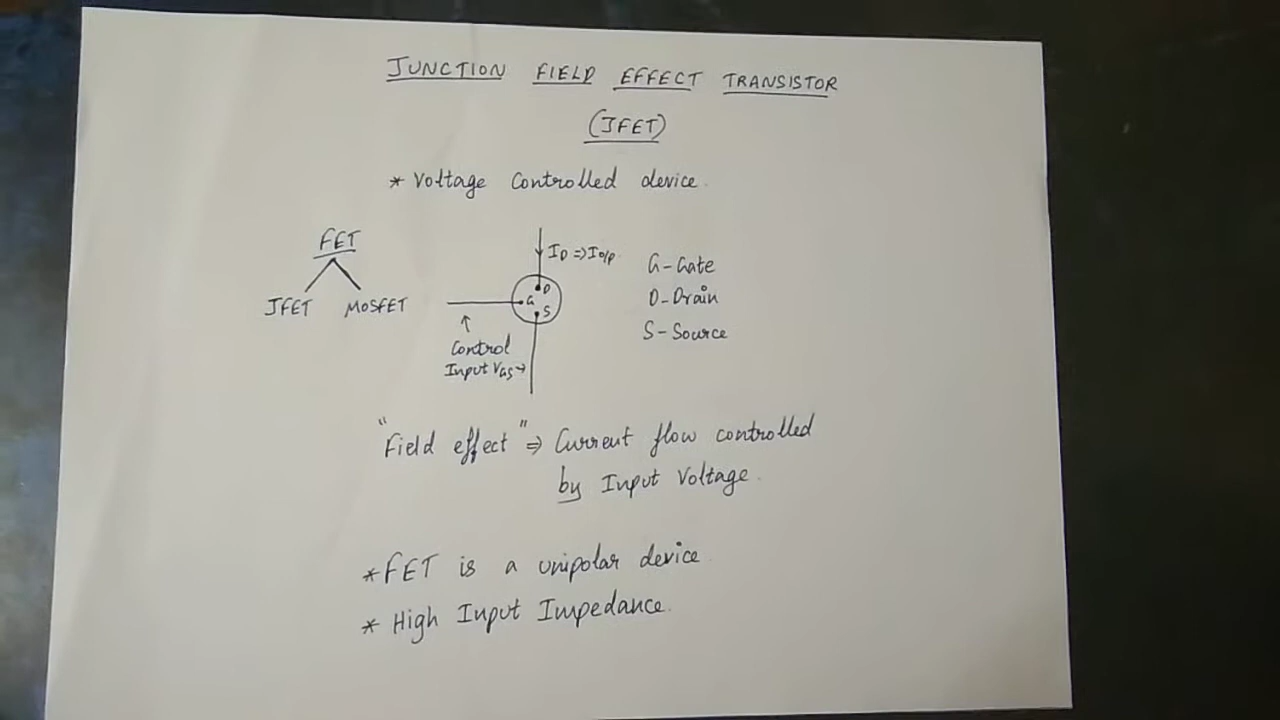 JUNCTION FIELD EFFECT TRANSISTOR
(JFET)
* Voltage Controlled device.
FET
JFET MOSFET
ID ⇒ Io/p
D
G
S
Control
Input VGS →
G - Gate
D - Drain
S - Source
"Field effect" ⇒ Current flow controlled
by Input Voltage.
* FET is a unipolar device
* High Input Impedance.